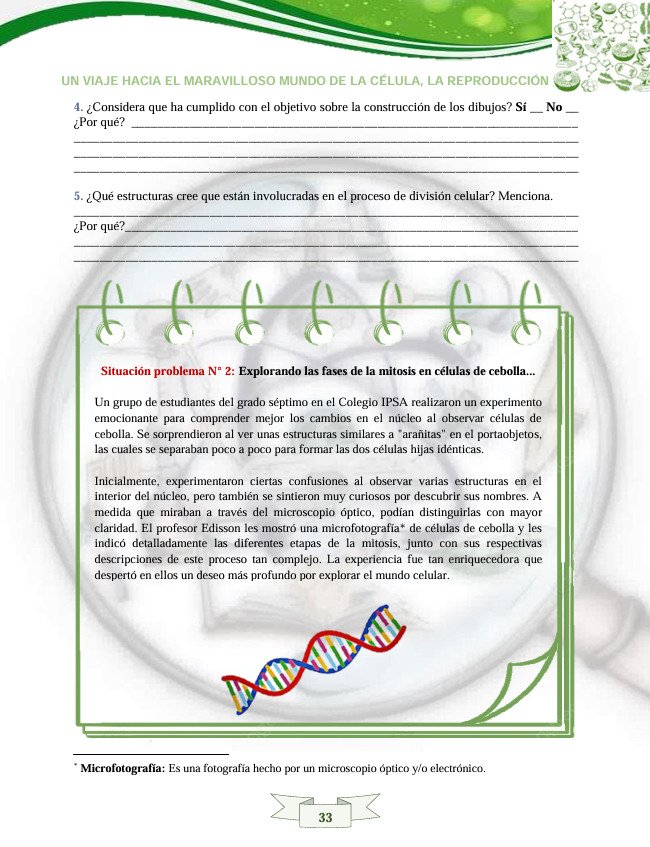 UN VIAJE HACIA EL MARAVILLOSO MUNDO DE LA CÉLULA, LA REPRODUCCIÓN
4. ¿Considera que ha cumplido con el objetivo sobre la construcción de los dibujos? Sí __ No __
¿Por qué? ___
5. ¿Qué estructuras cree que están involucradas en el proceso de división celular? Menciona.
¿Por qué?___
Situación problema N° 2: Explorando las fases de la mitosis en células de cebolla...
Un grupo de estudiantes del grado séptimo en el Colegio IPSA realizaron un experimento
emocionante para comprender mejor los cambios en el núcleo al observar células de
cebolla. Se sorprendieron al ver unas estructuras similares a "arañitas" en el portaobjetos,
las cuales se separaban poco a poco para formar las dos células hijas idénticas.
Inicialmente, experimentaron ciertas confusiones al observar varias estructuras en el
interior del núcleo, pero también se sintieron muy curiosos por descubrir sus nombres. A
medida que miraban a través del microscopio óptico, podían distinguirlas con mayor
claridad. El profesor Edisson les mostró una microfotografía* de células de cebolla y les
indicó detalladamente las diferentes etapas de la mitosis, junto con sus respectivas
descripciones de este proceso tan complejo. La experiencia fue tan enriquecedora que
despertó en ellos un deseo más profundo por explorar el mundo celular.
* Microfotografía: Es una fotografía hecho por un microscopio óptico y/o electrónico.
33